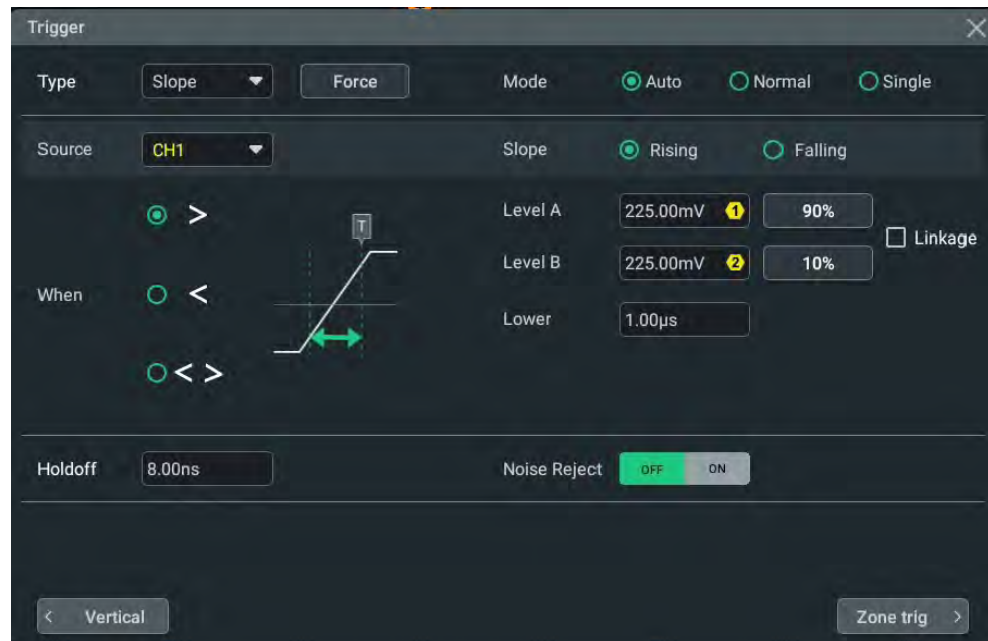 Trigger
Type Slope Force Mode Auto Normal Single
Source CH1 Slope Rising Falling
When > < < >
T
Level A 225.00mV 1 90%
Level B 225.00mV 2 10%
Linkage
Lower 1.00µs
Holdoff 8.00ns Noise Reject OFF ON
< Vertical Zone trig >